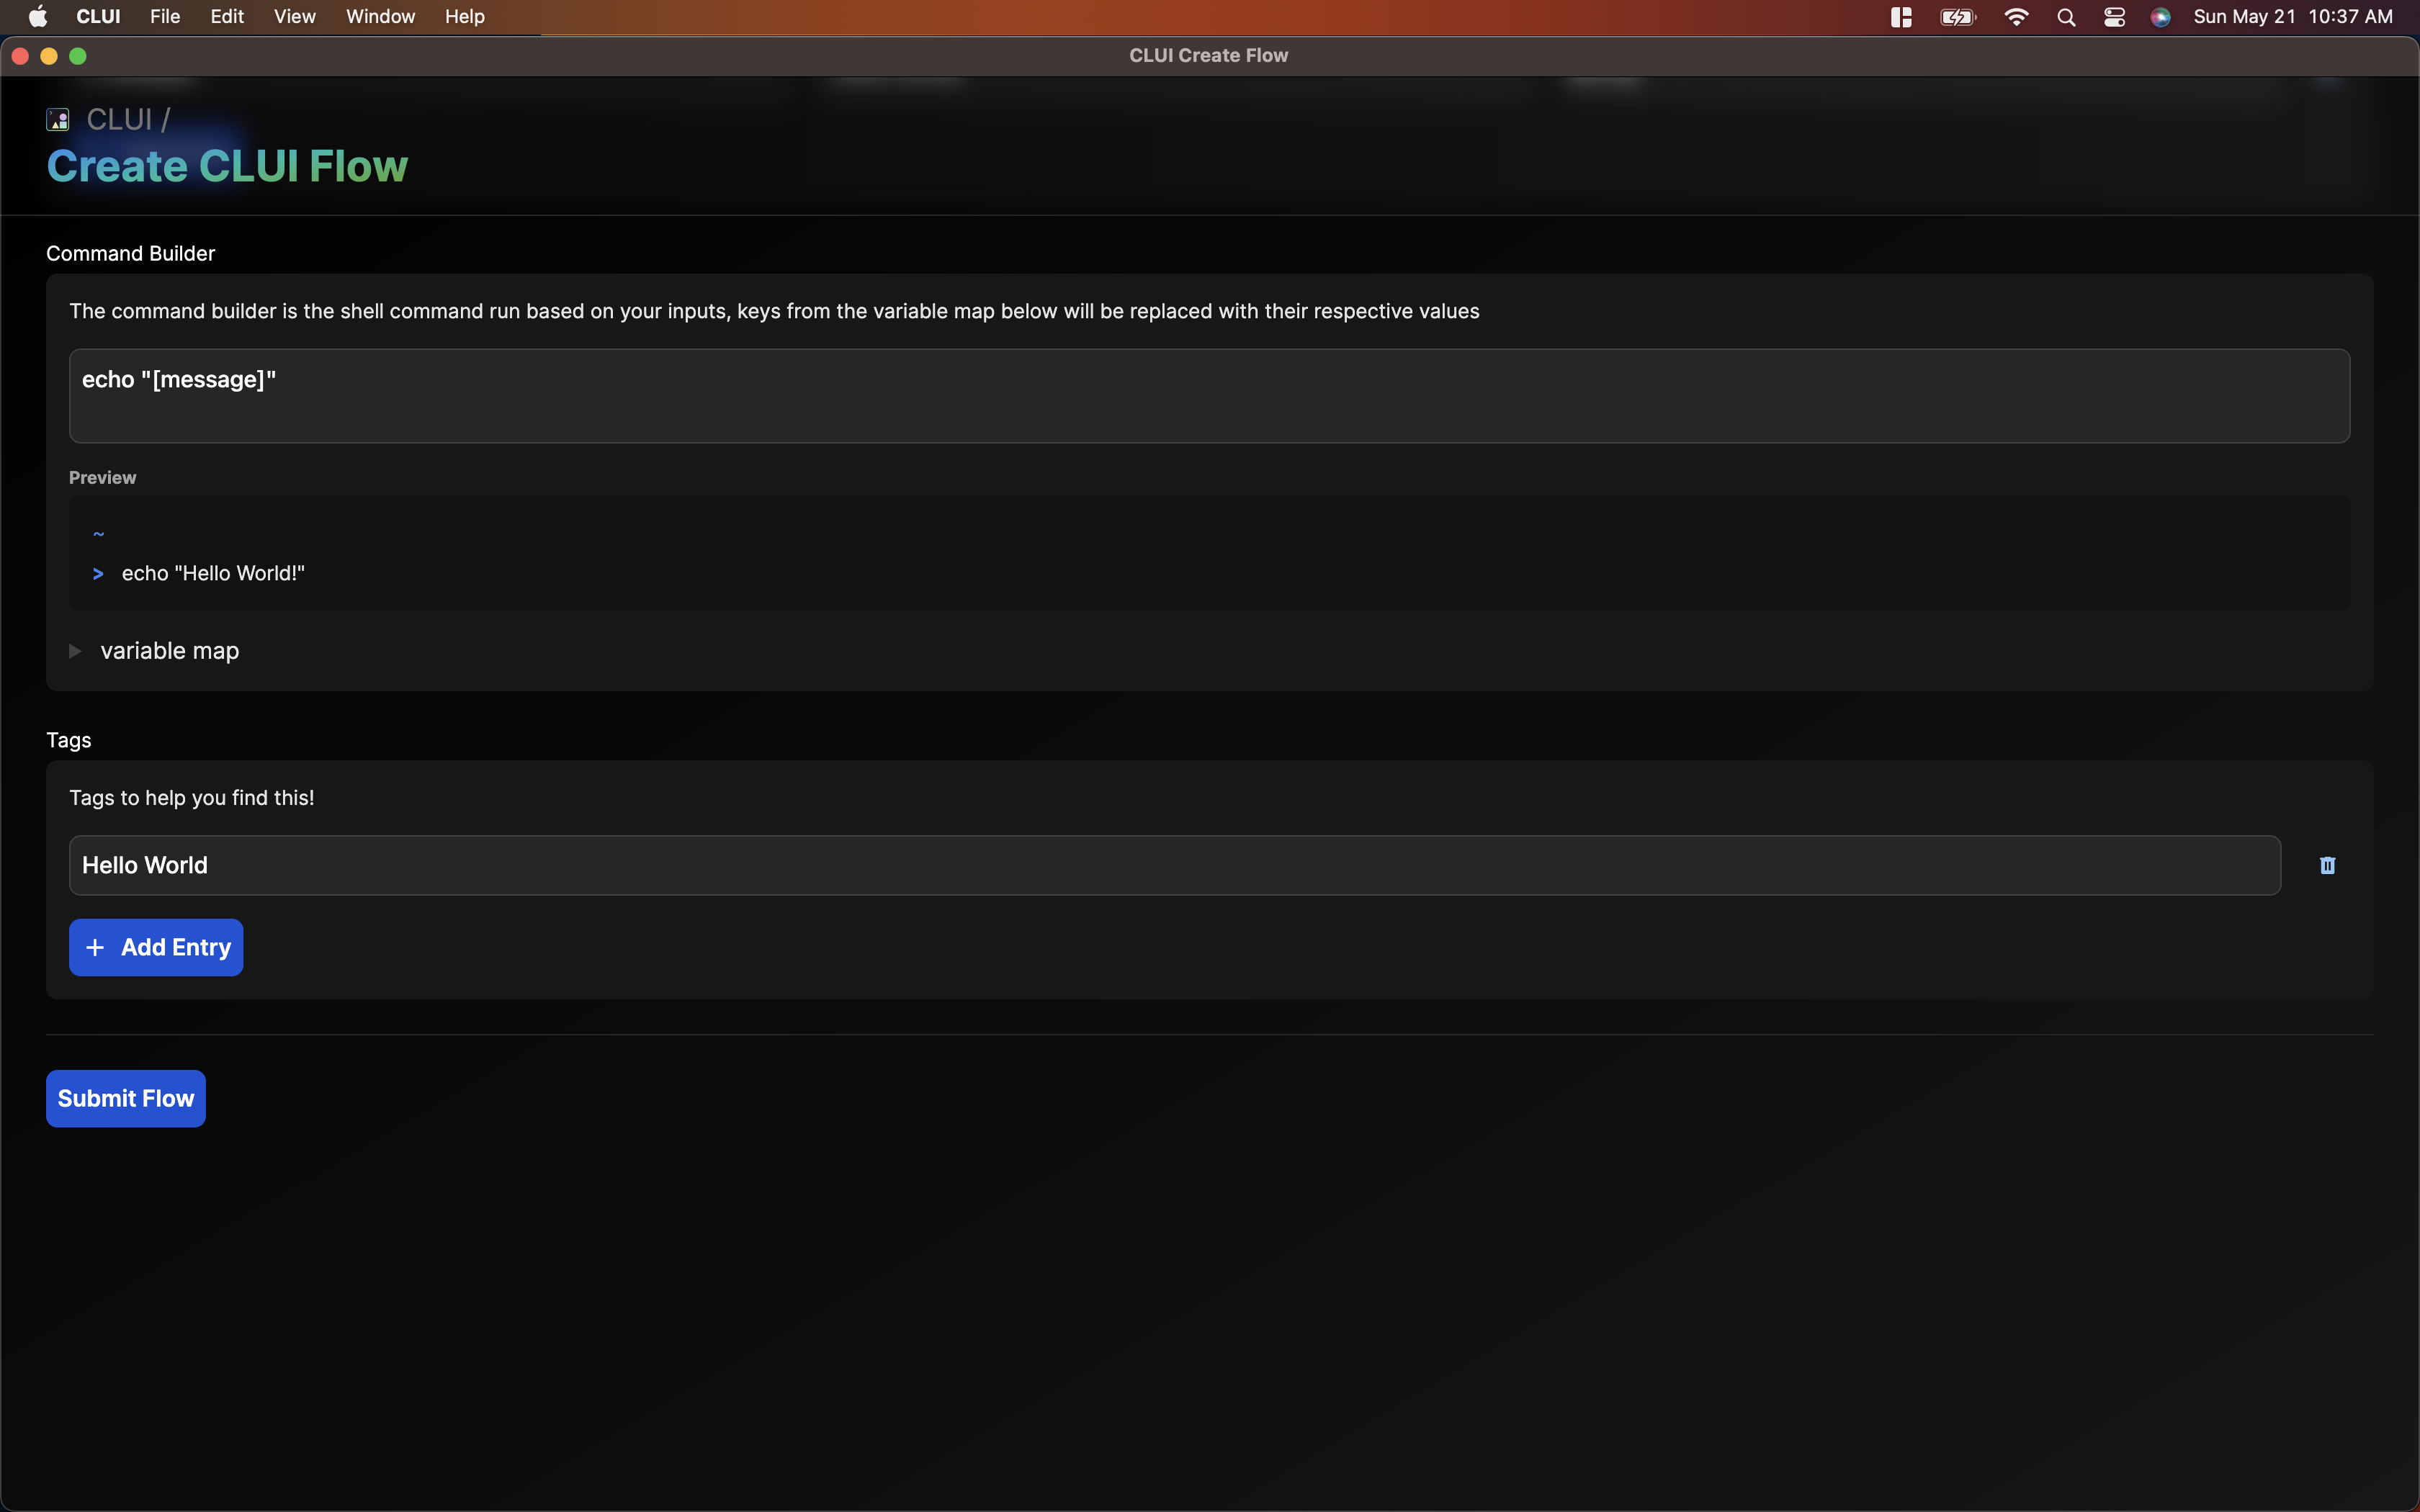 CLUI File Edit View Window Help Sun May 21 10:37 AM
CLUI Create Flow
CLUI /
Create CLUI Flow
Command Builder
The command builder is the shell command run based on your inputs, keys from the variable map below will be replaced with their respective values
echo "[message]"
Preview
~
> echo "Hello World!"
variable map
Tags
Tags to help you find this!
Hello World
+ Add Entry
Submit Flow